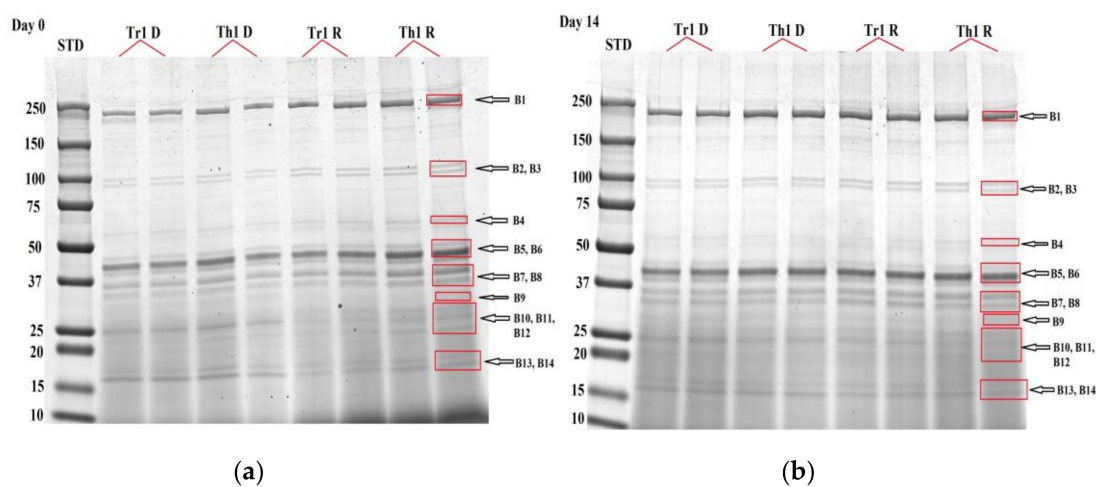 Day 0
STD
Tr1 D
Th1 D
Tr1 R
Th1 R
250
150
100
75
50
37
25
20
15
10
B1
B2, B3
B4
B5, B6
B7, B8
B9
B10, B11,
B12
B13, B14
(a)
Day 14
STD
Tr1 D
Th1 D
Tr1 R
Th1 R
250
150
100
75
50
37
25
20
15
10
B1
B2, B3
B4
B5, B6
B7, B8
B9
B10, B11,
B12
B13, B14
(b)